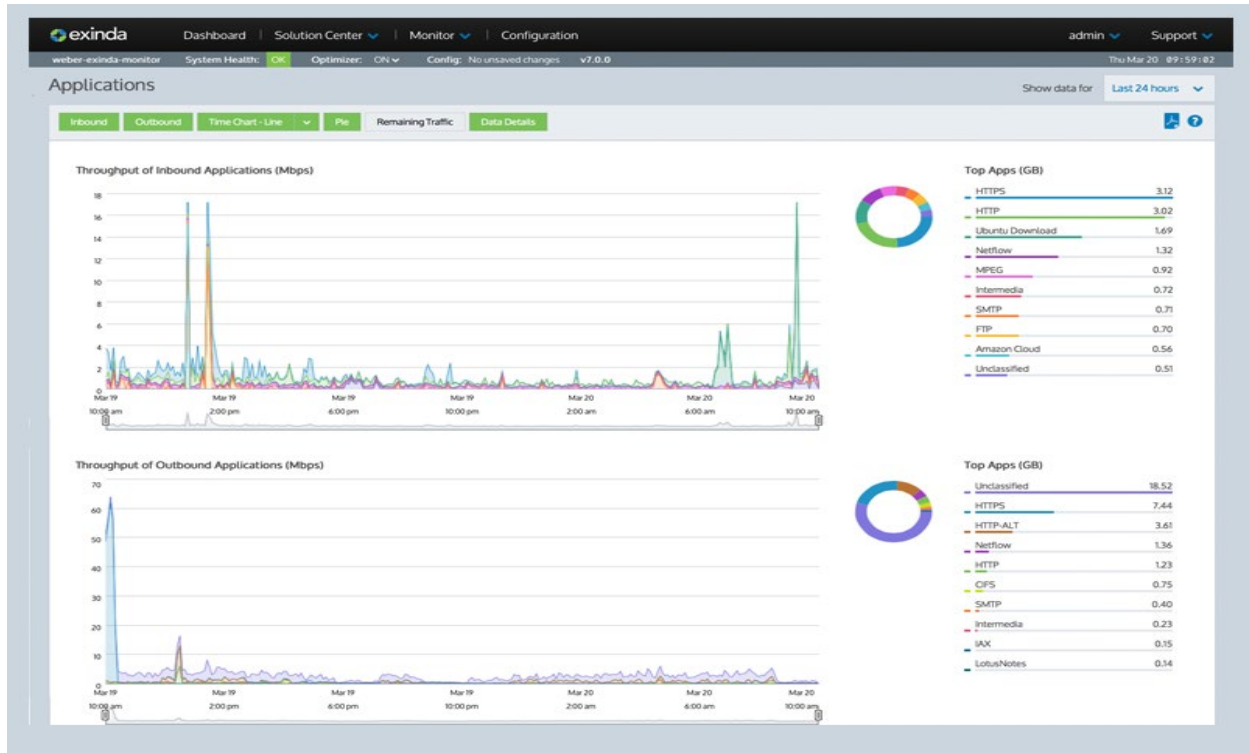 exinda Dashboard Solution Center Monitor Configuration admin Support
weber-exinda-monitor System Health: OK Optimizer: ON Config: No unsaved changes v7.0.0 Thu Mar 20 09:59:02
Applications Show data for Last 24 hours
Inbound Outbound Time Chart - Line Pie Remaining Traffic Data Details ?
Throughput of Inbound Applications (Mbps)
18
16
14
12
10
8
6
4
2
0
Mar 19 Mar 19 Mar 19 Mar 19 Mar 20 Mar 20 Mar 20
10:00 am 2:00 pm 6:00 pm 10:00 pm 2:00 am 6:00 am 10:00 am
Top Apps (GB)
HTTPS 3.12
HTTP 3.02
Ubuntu Download 1.69
Netflow 1.32
MPEG 0.92
Intermedia 0.72
SMTP 0.71
FTP 0.70
Amazon Cloud 0.56
Unclassified 0.51
Throughput of Outbound Applications (Mbps)
70
60
50
40
30
20
10
0
Mar 19 Mar 19 Mar 19 Mar 19 Mar 20 Mar 20 Mar 20
10:00 am 2:00 pm 6:00 pm 10:00 pm 2:00 am 6:00 am 10:00 am
Top Apps (GB)
Unclassified 18.52
HTTPS 7.44
HTTP-ALT 3.61
Netflow 1.36
HTTP 1.23
CIFS 0.75
SMTP 0.40
Intermedia 0.23
IAX 0.15
LotusNotes 0.14